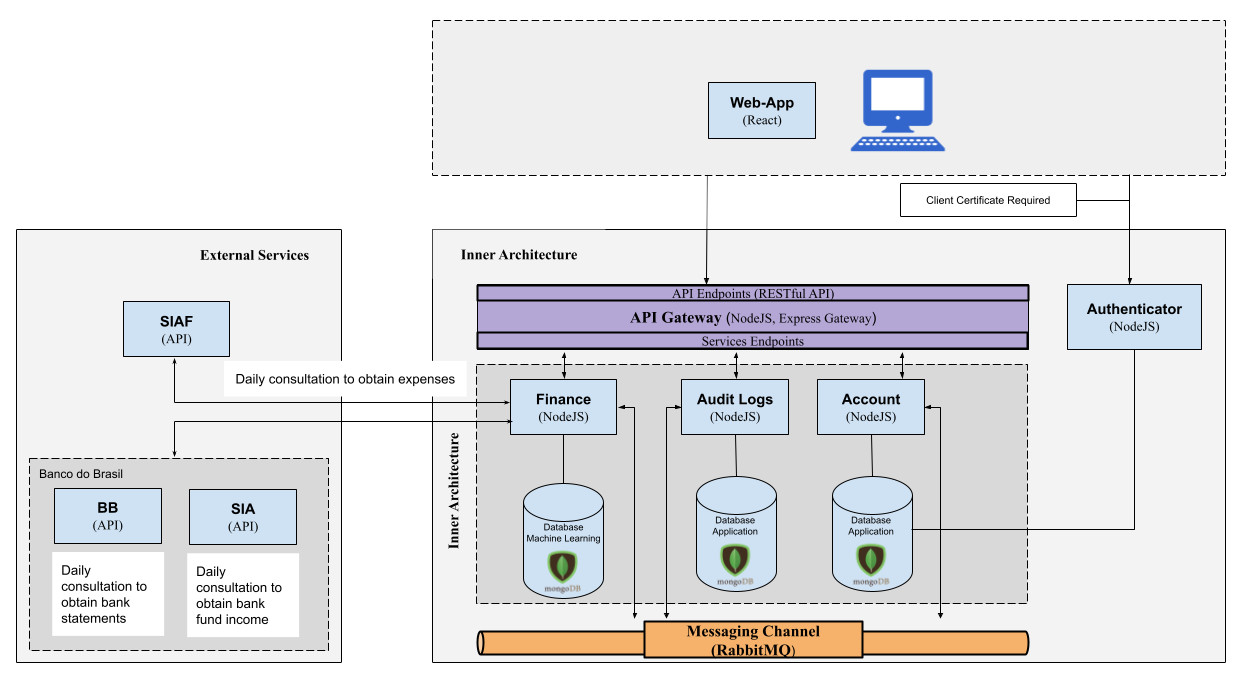 Web-App
(React)
Client Certificate Required
External Services
SIAF
(API)
Daily consultation to obtain expenses
Banco do Brasil
BB
(API)
SIA
(API)
Daily
consultation to
obtain bank
statements
Daily
consultation to
obtain bank
fund income
Inner Architecture
API Endpoints (RESTful API)
API Gateway (NodeJS, Express Gateway)
Services Endpoints
Authenticator
(NodeJS)
Inner Architecture
Finance
(NodeJS)
Audit Logs
(NodeJS)
Account
(NodeJS)
Database
Machine Learning
mongoDB
Database
Application
mongoDB
Database
Application
mongoDB
Messaging Channel
(RabbitMQ)